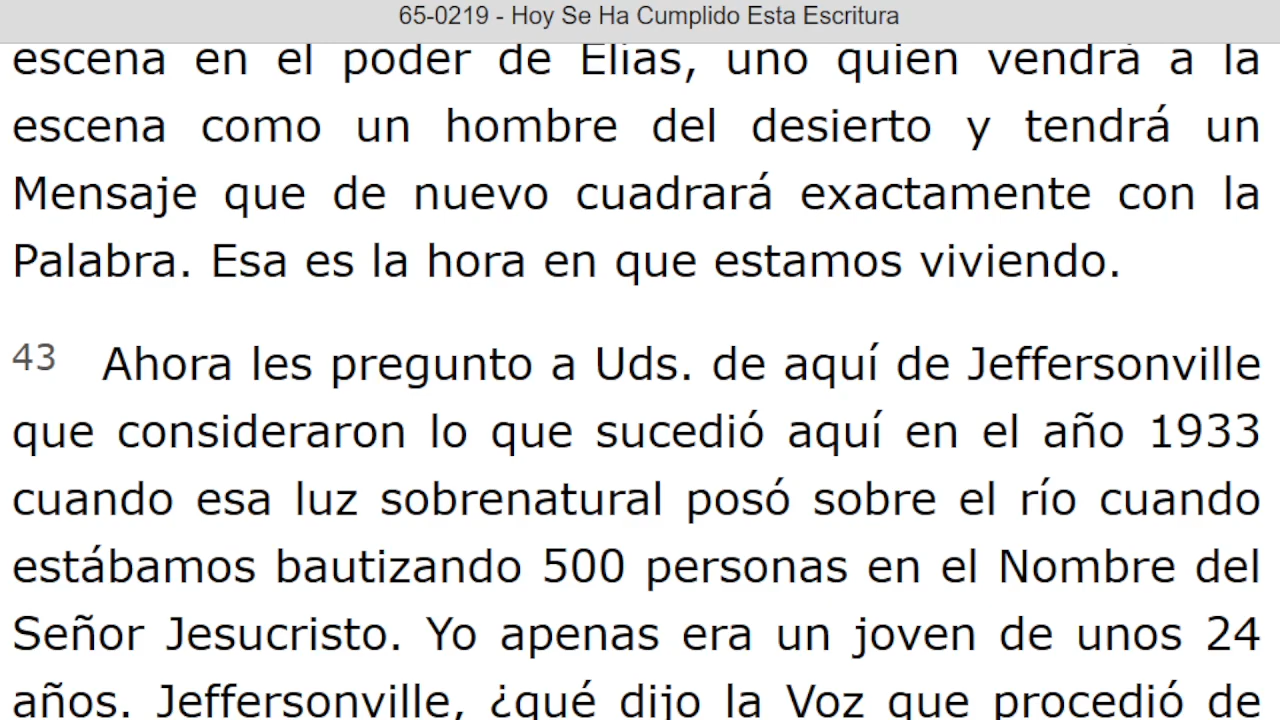 65-0219 - Hoy Se Ha Cumplido Esta Escritura
escena en el poder de Elías, uno quien vendrá a la
escena como un hombre del desierto y tendrá un
Mensaje que de nuevo cuadrará exactamente con la
Palabra. Esa es la hora en que estamos viviendo.
43 Ahora les pregunto a Uds. de aquí de Jeffersonville
que consideraron lo que sucedió aquí en el año 1933
cuando esa luz sobrenatural posó sobre el río cuando
estábamos bautizando 500 personas en el Nombre del
Señor Jesucristo. Yo apenas era un joven de unos 24
años. Jeffersonville, ¿qué dijo la Voz que procedió de